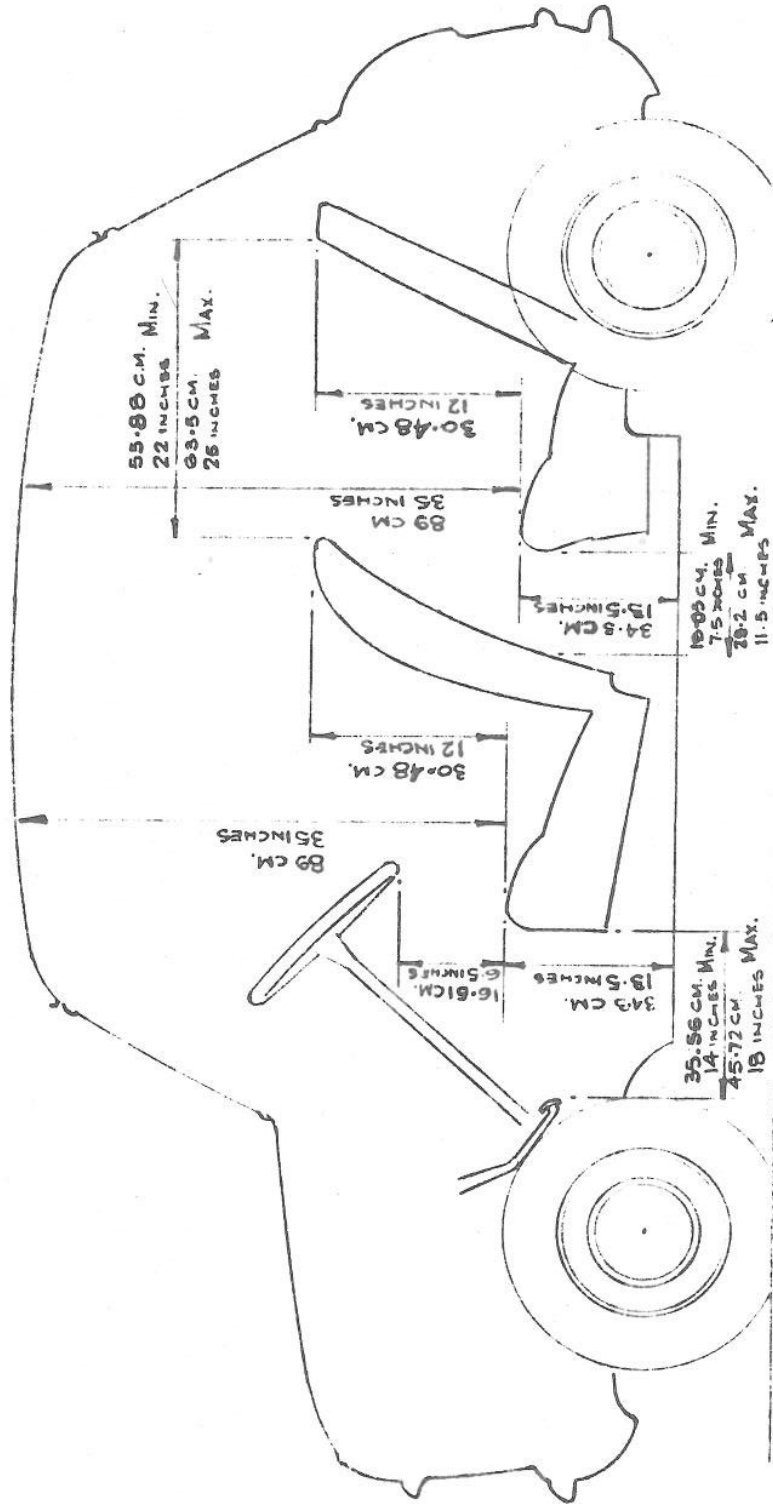 55·88 C.M. MIN.
22 INCHES
63·5 CM. MAX.
25 INCHES
30·48 CM.
12 INCHES
89 CM
35 INCHES
34·3 CM.
13·5 INCHES
19·05 CM. MIN.
7·5 INCHES
29·2 CM MAX.
11·5 INCHES
30·48 CM.
12 INCHES
89 CM.
35 INCHES
16·51 CM.
6·5 INCHES
34·3 CM.
13·5 INCHES
35·56 CM. MIN.
14 INCHES
45·72 CM. MAX.
18 INCHES